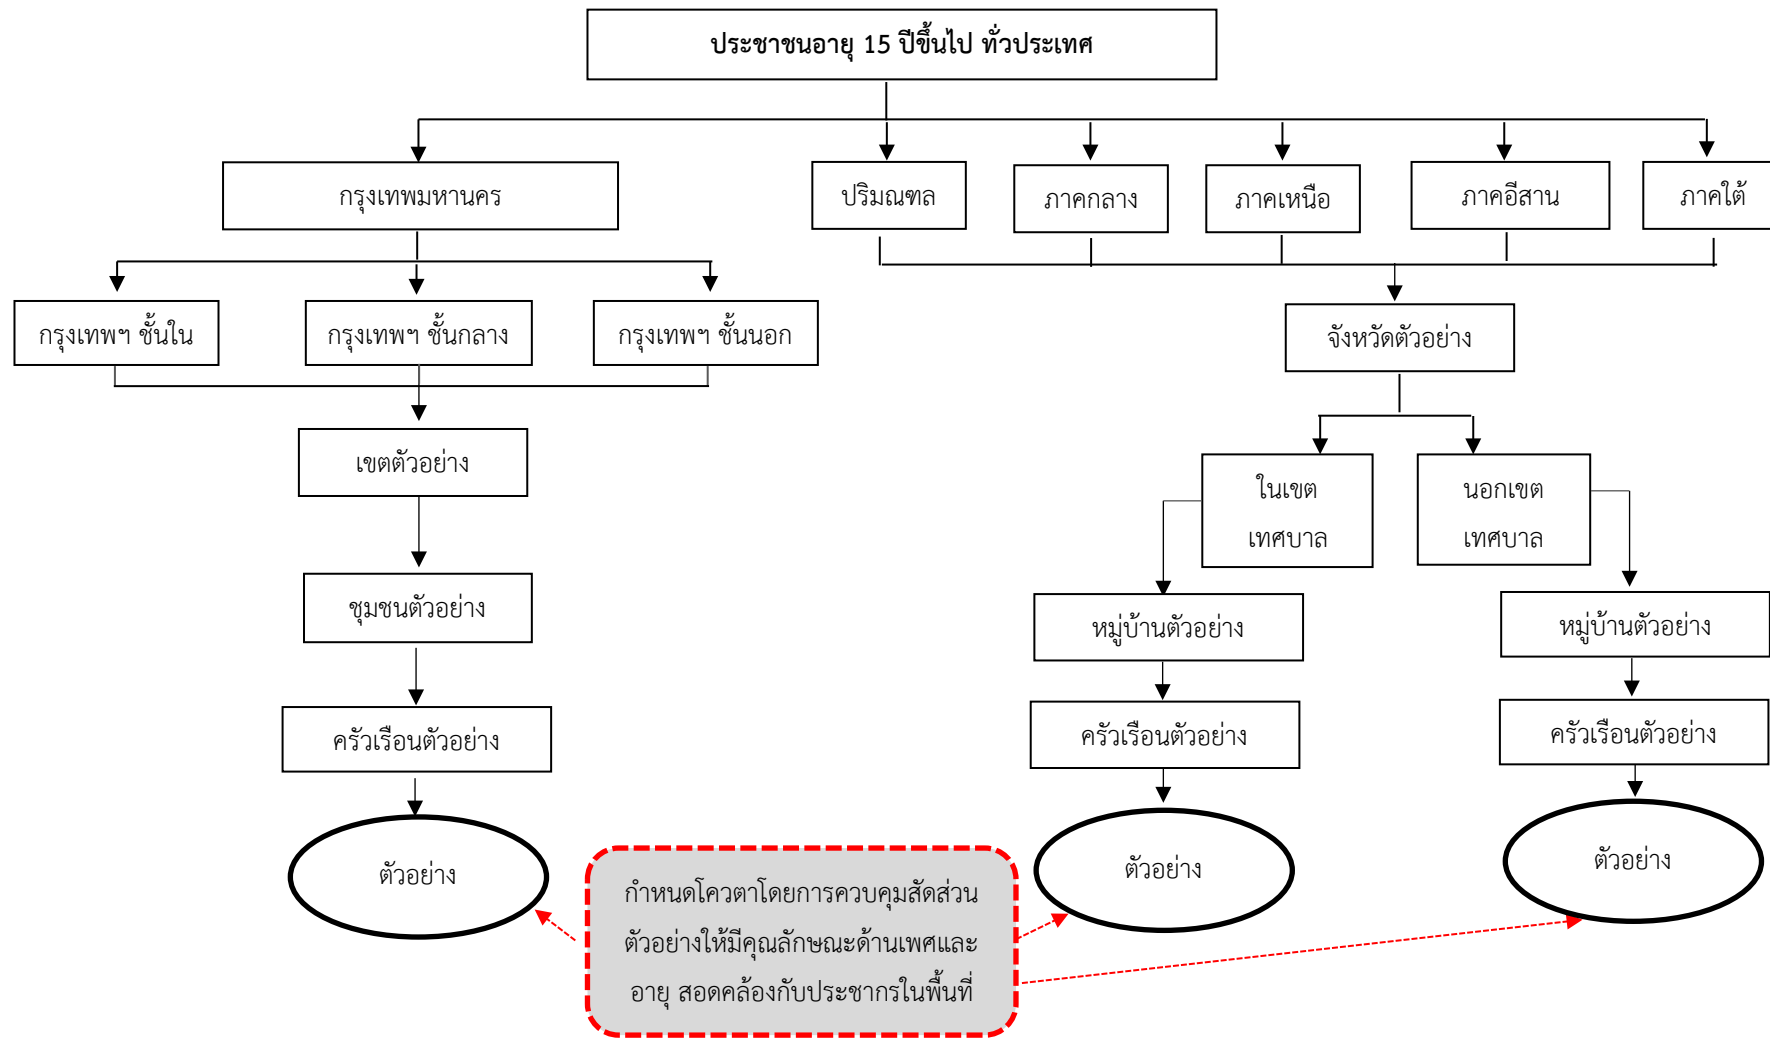 ประชาชนอายุ 15 ปีขึ้นไป ทั่วประเทศ
กรุงเทพมหานคร
ปริมณฑล
ภาคกลาง
ภาคเหนือ
ภาคอีสาน
ภาคใต้
กรุงเทพฯ ชั้นใน
กรุงเทพฯ ชั้นกลาง
กรุงเทพฯ ชั้นนอก
จังหวัดตัวอย่าง
เขตตัวอย่าง
ในเขต
เทศบาล
นอกเขต
เทศบาล
ชุมชนตัวอย่าง
หมู่บ้านตัวอย่าง
หมู่บ้านตัวอย่าง
ครัวเรือนตัวอย่าง
ครัวเรือนตัวอย่าง
ครัวเรือนตัวอย่าง
ตัวอย่าง
ตัวอย่าง
ตัวอย่าง
กำหนดโควตาโดยการควบคุมสัดส่วน
ตัวอย่างให้มีคุณลักษณะด้านเพศและ
อายุ สอดคล้องกับประชากรในพื้นที่